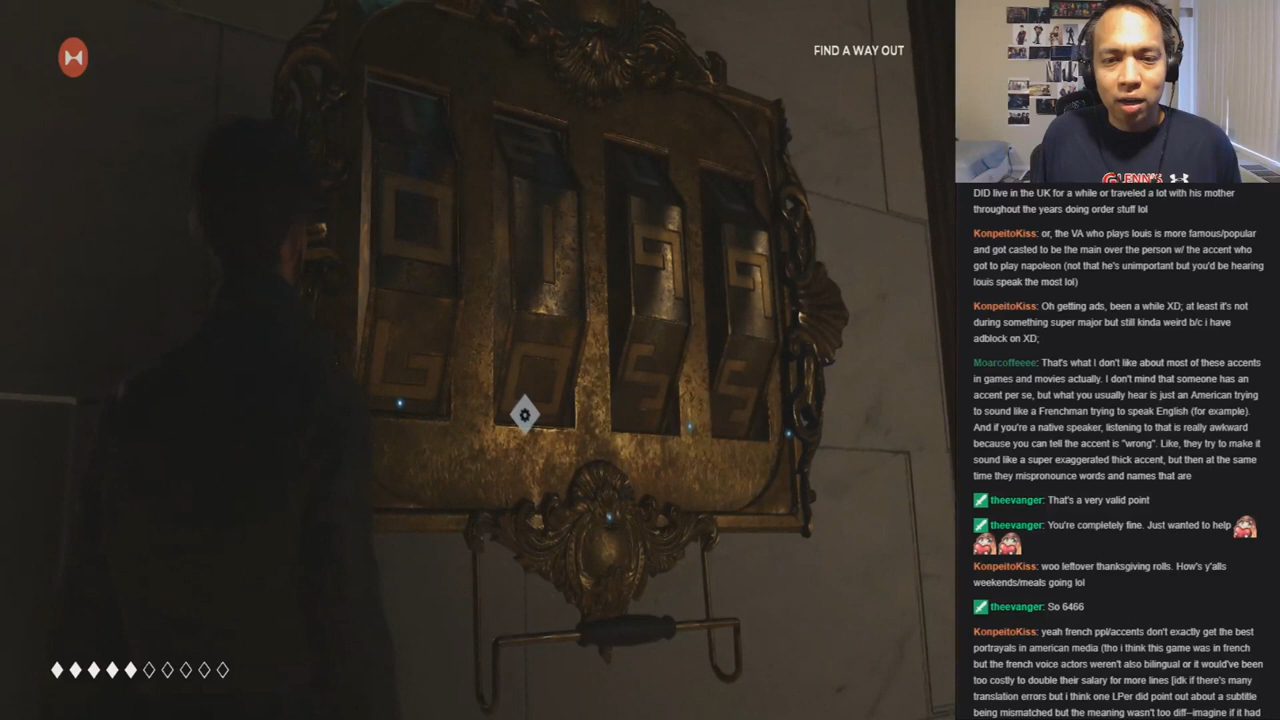 FIND A WAY OUT
0 1 9 9
6 0 5 5
GLENN'S
DID live in the UK for a while or traveled a lot with his mother
throughout the years doing order stuff lol
KonpeitoKiss: or, the VA who plays louis is more famous/popular
and got casted to be the main over the person w/ the accent who
got to play napoleon (not that he's unimportant but you'd be hearing
louis speak the most lol)
KonpeitoKiss: Oh getting ads, been a while XD; at least it's not
during something super major but still kinda weird b/c i have
adblock on XD;
Moarcoffeeee: That's what I don't like about most of these accents
in games and movies actually. I don't mind that someone has an
accent per se, but what you usually hear is just an American trying
to sound like a Frenchman trying to speak English (for example).
And if you're a native speaker, listening to that is really awkward
because you can tell the accent is "wrong". Like, they try to make it
sound like a super exaggerated thick accent, but then at the same
time they mispronounce words and names that are
theevanger: That's a very valid point
theevanger: You're completely fine. Just wanted to help
KonpeitoKiss: woo leftover thanksgiving rolls. How's y'alls
weekends/meals going lol
theevanger: So 6466
KonpeitoKiss: yeah french ppl/accents don't exactly get the best
portrayals in american media (tho i think this game was in french
but the french voice actors weren't also bilingual or it would've been
too costly to double their salary for more lines [idk if there's many
translation errors but i think one LPer did point out about a subtitle
being mismatched but the meaning wasn't too diff--imagine if it had